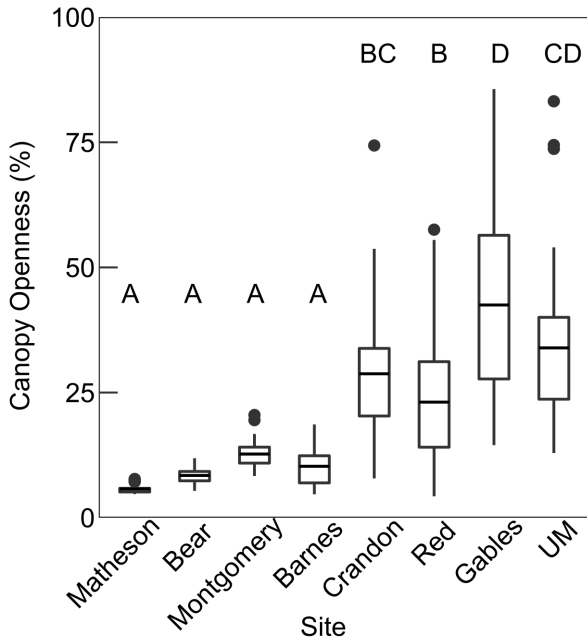 100
BC B D CD
75
Canopy Openness (%)
50
A A A A
25
0
Matheson Bear Montgomery Barnes Crandon Red Gables UM
Site